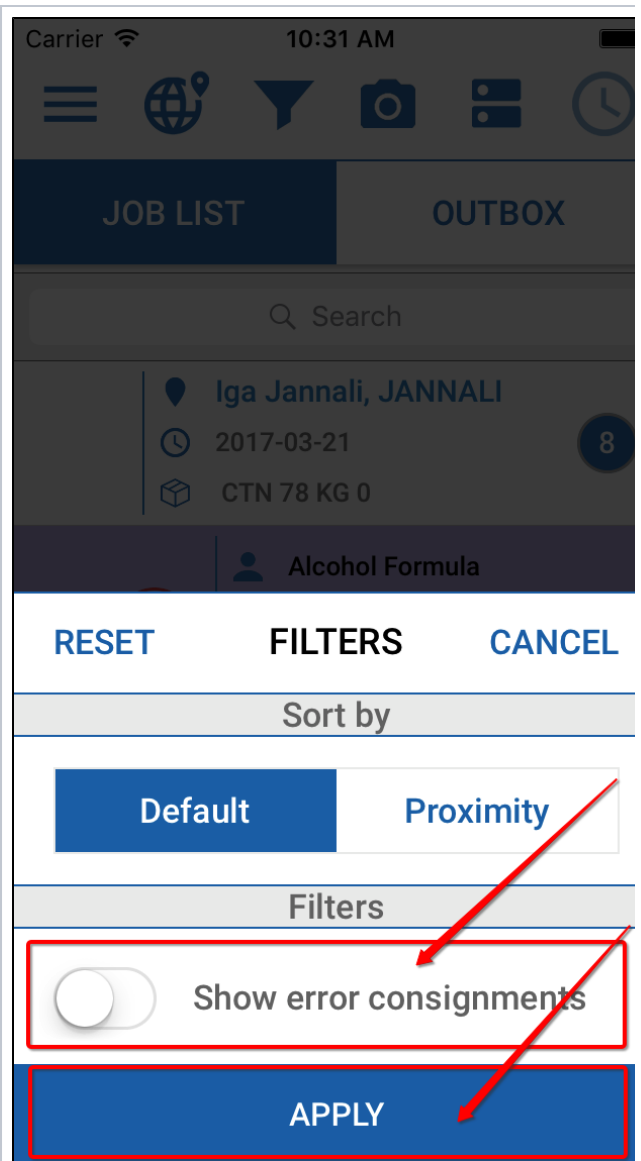 Carrier 10:31 AM
JOB LIST OUTBOX
Search
Iga Jannali, JANNALI
2017-03-21
8
CTN 78 KG 0
Alcohol Formula
RESET FILTERS CANCEL
Sort by
Default Proximity
Filters
Show error consignments
APPLY